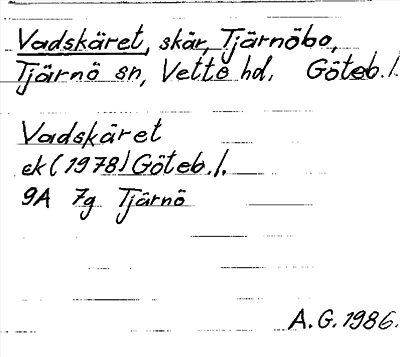 Vadskäret, skär, Tjärnöbo,
Tjärnö sn, Vette hd. Göteb. l.
Vadskäret
ek (1978) Göteb. l.
9A 7g Tjärnö
A. G. 1986.